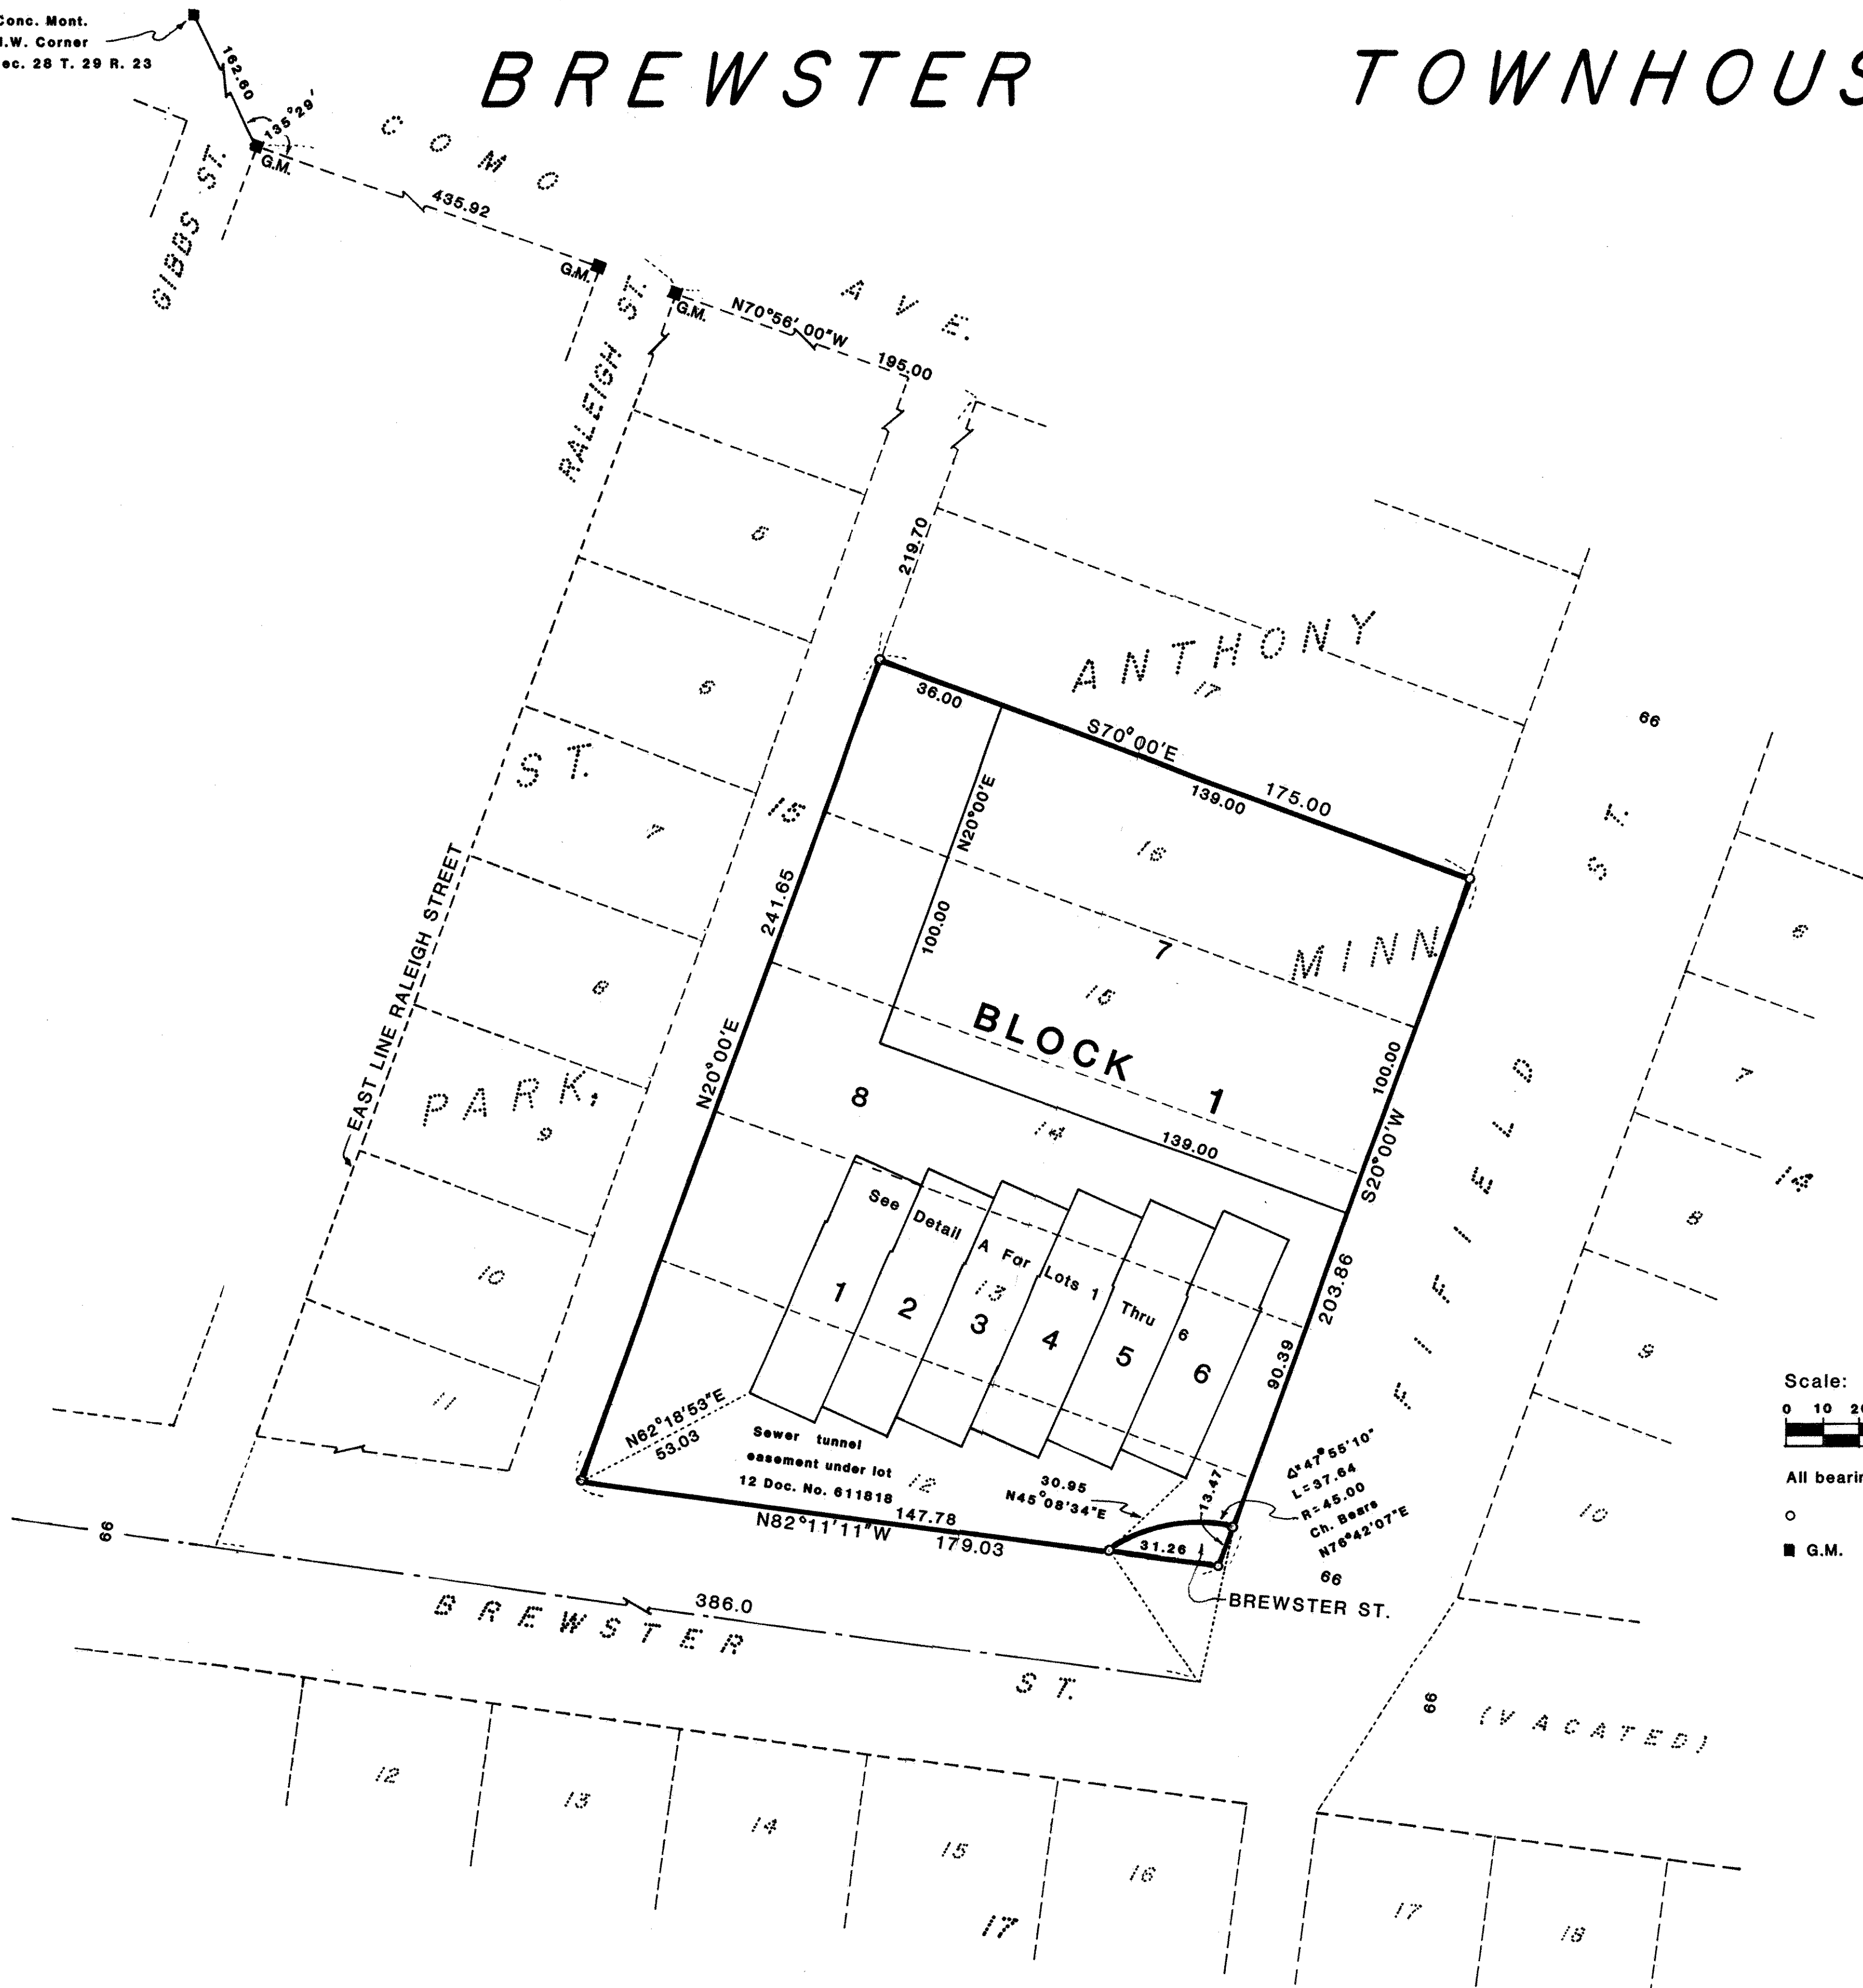 Conc. Mont.
.W. Corner
ec. 28 T. 29 R. 23
BREWSTER TOWNHOUS
162.60
135°29'
G.M.
GIBBS ST.
COMO AVE.
435.92
G.M.
G.M.
RALEIGH ST.
N70°56'00"W
195.00
219.70
6
5
ST.
7
15
8
EAST LINE RALEIGH STREET
PARK,
9
10
11
ANTHONY
17
36.00
S70°00'E
139.00
175.00
N20°00'E
100.00
16
66
241.65
7
MINN.
15
BLOCK 1
N20°00'E
8
14
139.00
100.00
S20°00'W
203.86
90.39
FIFIELD ST.
6
7
14
8
9
10
See Detail A For Lots 1 Thru 6
13
1
2
3
4
5
6
N62°18'53"E
53.03
Sewer tunnel
easement under lot
12 Doc. No. 611818
12
147.78
N82°11'11"W
179.03
30.95
N45°08'34"E
13.47
31.26
Δ=47°55'10"
L=37.64
R=45.00
Ch. Bears
N76°42'07"E
66
BREWSTER ST.
Scale:
0 10 20
All bearin
G.M.
66
386.0
BREWSTER ST.
66
(VACATED)
12
13
14
15
16
17
17
18